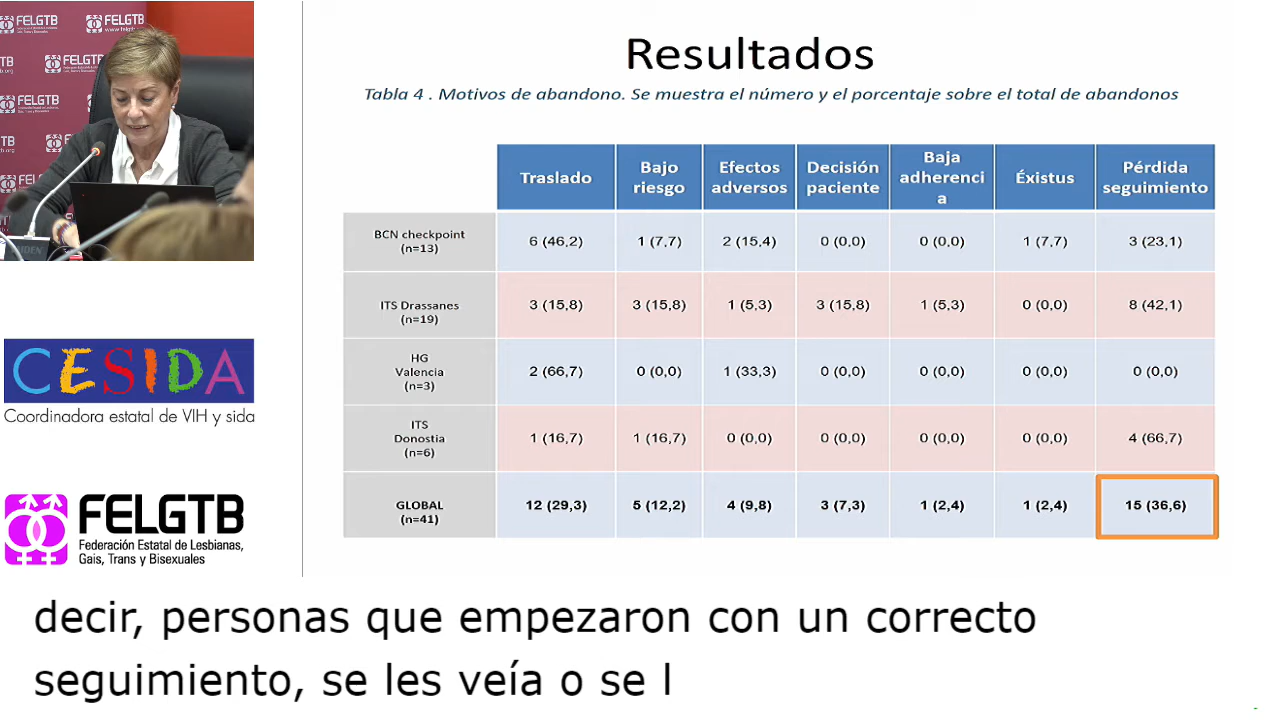 FELGTB
FELGTB
www.felgtb.org
FELGTB
FELGTB
Resultados
Tabla 4 . Motivos de abandono. Se muestra el número y el porcentaje sobre el total de abandonos
Traslado
Bajo
riesgo
Efectos
adversos
Decisión
paciente
Baja
adherenci
a
Éxistus
Pérdida
seguimiento
BCN checkpoint
(n=13)
6 (46,2)
1 (7,7)
2 (15,4)
0 (0,0)
0 (0,0)
1 (7,7)
3 (23,1)
ITS Drassanes
(n=19)
3 (15,8)
3 (15,8)
1 (5,3)
3 (15,8)
1 (5,3)
0 (0,0)
8 (42,1)
HG
Valencia
(n=3)
2 (66,7)
0 (0,0)
1 (33,3)
0 (0,0)
0 (0,0)
0 (0,0)
0 (0,0)
ITS
Donostia
(n=6)
1 (16,7)
1 (16,7)
0 (0,0)
0 (0,0)
0 (0,0)
0 (0,0)
4 (66,7)
GLOBAL
(n=41)
12 (29,3)
5 (12,2)
4 (9,8)
3 (7,3)
1 (2,4)
1 (2,4)
15 (36,6)
CESIDA
Coordinadora estatal de VIH y sida
FELGTB
Federación Estatal de Lesbianas,
Gais, Trans y Bisexuales
decir, personas que empezaron con un correcto
seguimiento, se les veía o se l